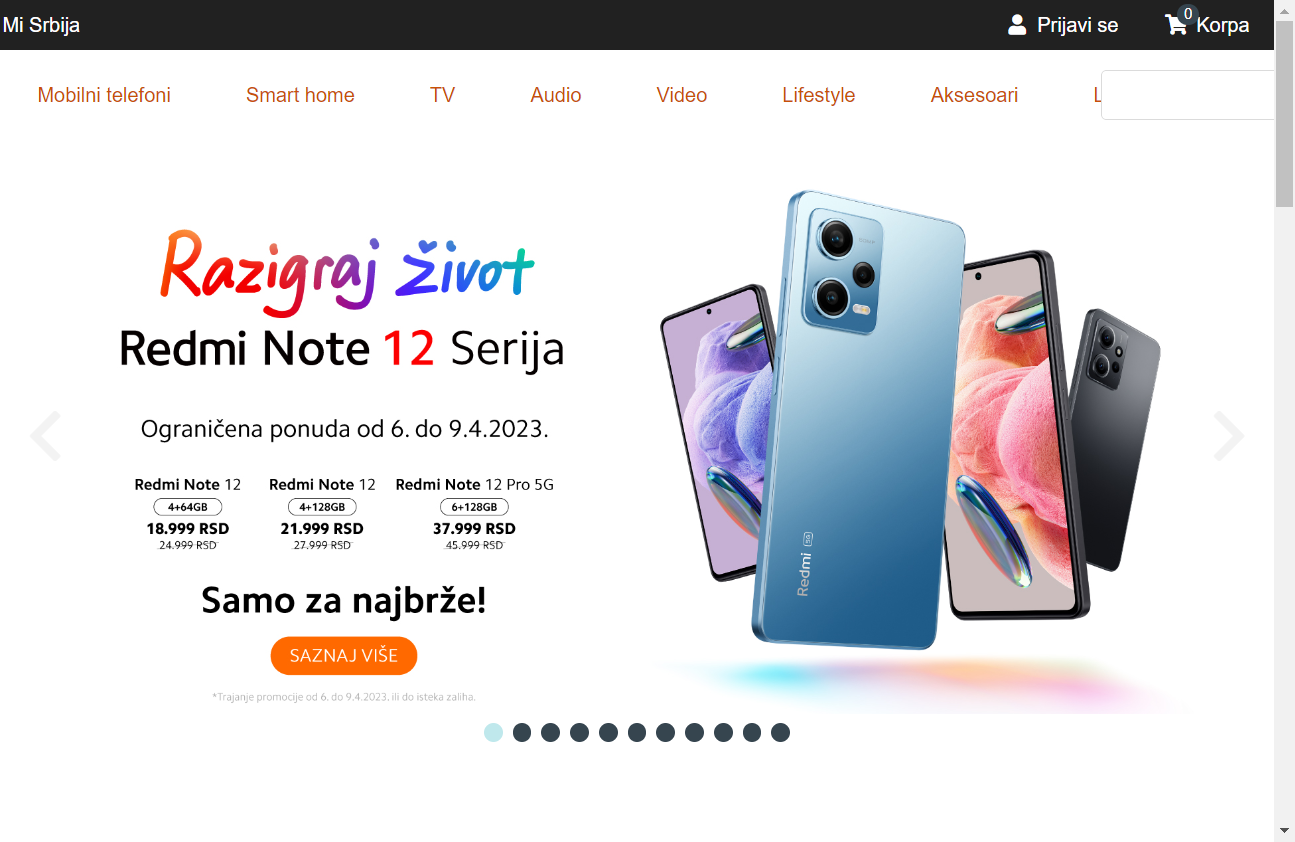 Mi Srbija
Prijavi se
0
Korpa
Mobilni telefoni
Smart home
TV
Audio
Video
Lifestyle
Aksesoari
Razigraj život
Redmi Note 12 Serija
Ograničena ponuda od 6. do 9.4.2023.
Redmi Note 12
4+64GB
18.999 RSD
24.999 RSD
Redmi Note 12
4+128GB
21.999 RSD
27.999 RSD
Redmi Note 12 Pro 5G
6+128GB
37.999 RSD
45.999 RSD
Samo za najbrže!
SAZNAJ VIŠE
*Trajanje promocije od 6. do 9.4.2023. ili do isteka zaliha.
Redmi 5G